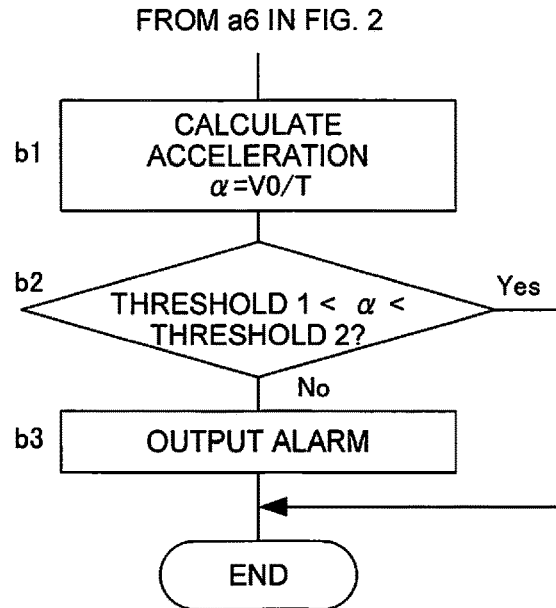 FROM a6 IN FIG. 2
b1
CALCULATE
ACCELERATION
α=V0/T
b2
THRESHOLD 1 < α <
THRESHOLD 2?
Yes
No
b3
OUTPUT ALARM
END